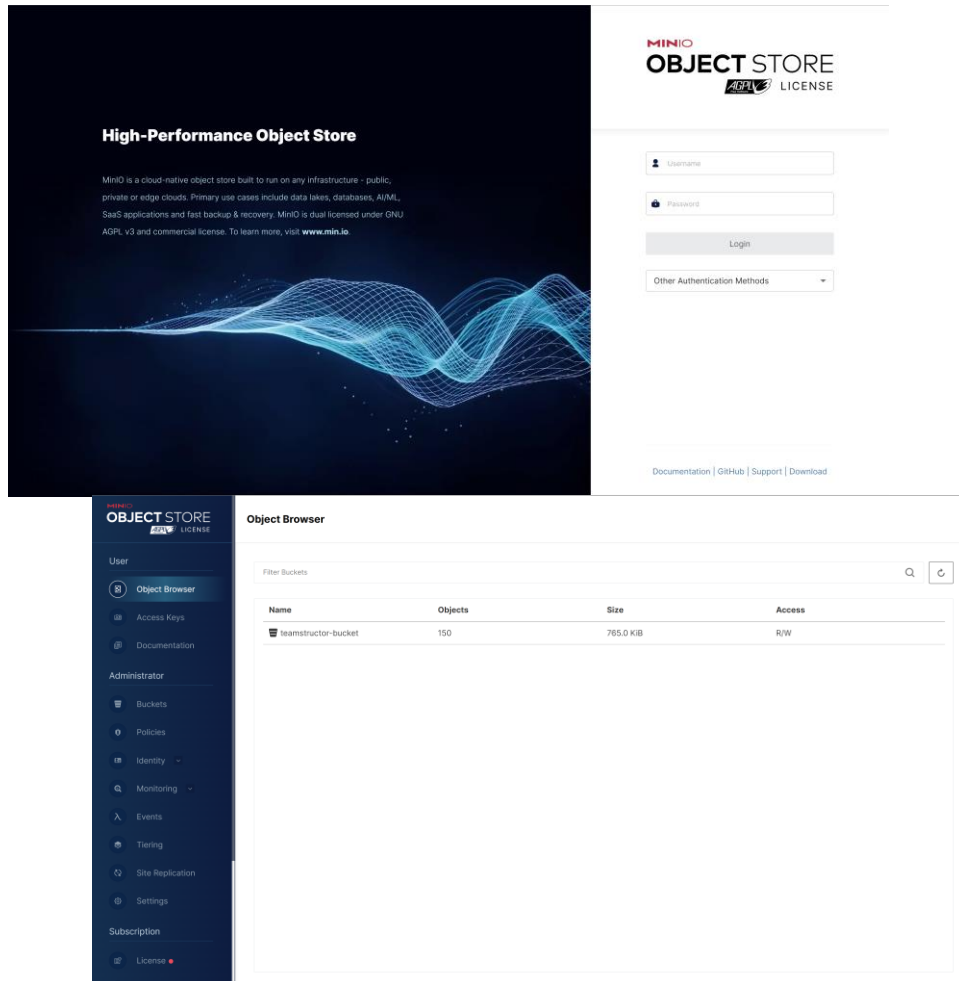 MINIO
OBJECT STORE
AGPLV3 LICENSE
High-Performance Object Store
MinIO is a cloud-native object store built to run on any infrastructure - public,
private or edge clouds. Primary use cases include data lakes, databases, AI/ML,
SaaS applications and fast backup & recovery. MinIO is dual licensed under GNU
AGPL v3 and commercial license. To learn more, visit www.min.io.
Username
Password
Login
Other Authentication Methods
Documentation | GitHub | Support | Download
MINIO
OBJECT STORE
AGPLV3 LICENSE
Object Browser
User
Object Browser
Access Keys
Documentation
Administrator
Buckets
Policies
Identity
Monitoring
Events
Tiering
Site Replication
Settings
Subscription
License
Filter Buckets
Name Objects Size Access
teamstructor-bucket 150 765.0 KiB R/W